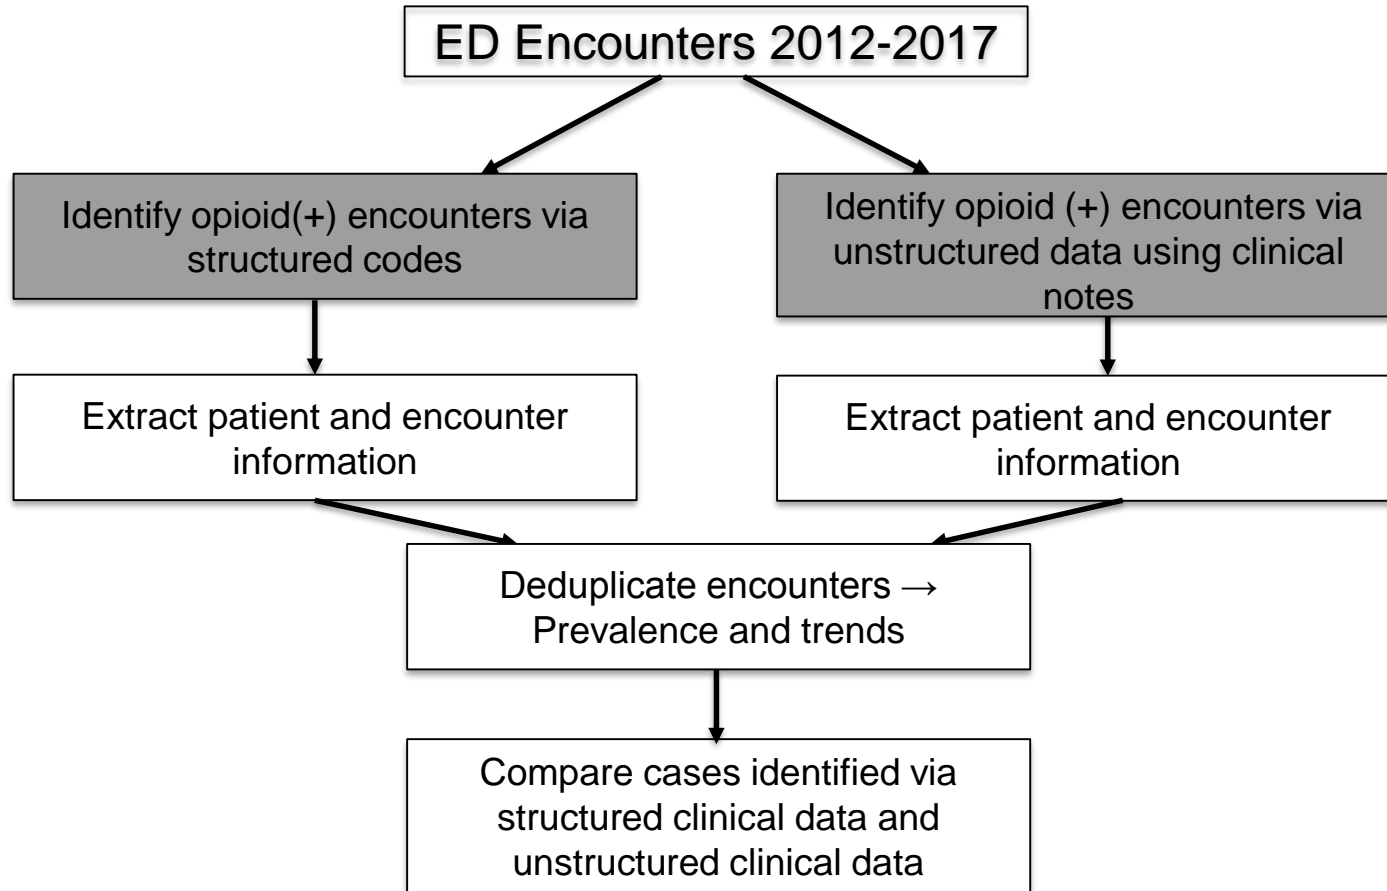 ED Encounters 2012-2017
Identify opioid(+) encounters via
structured codes
Identify opioid (+) encounters via
unstructured data using clinical
notes
Extract patient and encounter
information
Extract patient and encounter
information
Deduplicate encounters →
Prevalence and trends
Compare cases identified via
structured clinical data and
unstructured clinical data